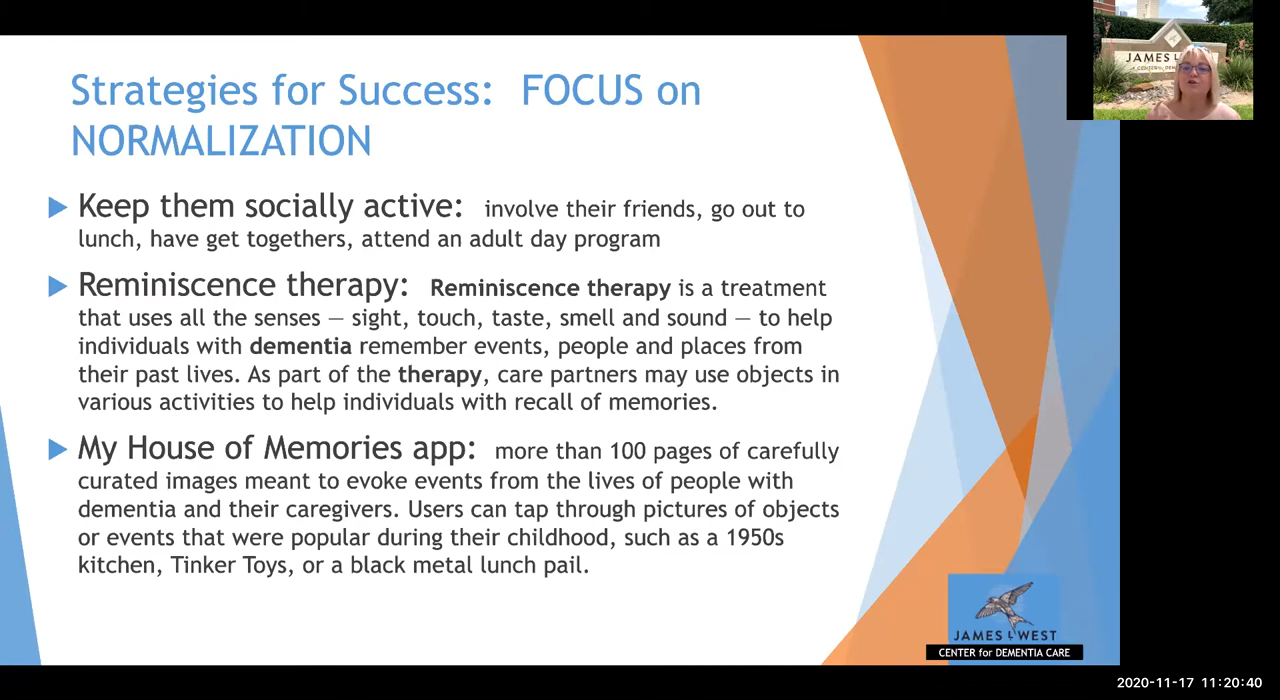 Strategies for Success: FOCUS on
NORMALIZATION
Keep them socially active: involve their friends, go out to
lunch, have get togethers, attend an adult day program
Reminiscence therapy: Reminiscence therapy is a treatment
that uses all the senses — sight, touch, taste, smell and sound — to help
individuals with dementia remember events, people and places from
their past lives. As part of the therapy, care partners may use objects in
various activities to help individuals with recall of memories.
My House of Memories app: more than 100 pages of carefully
curated images meant to evoke events from the lives of people with
dementia and their caregivers. Users can tap through pictures of objects
or events that were popular during their childhood, such as a 1950s
kitchen, Tinker Toys, or a black metal lunch pail.
JAMES L WEST
CENTER for DEMENTIA CARE
JAMES
2020-11-17 11:20:40